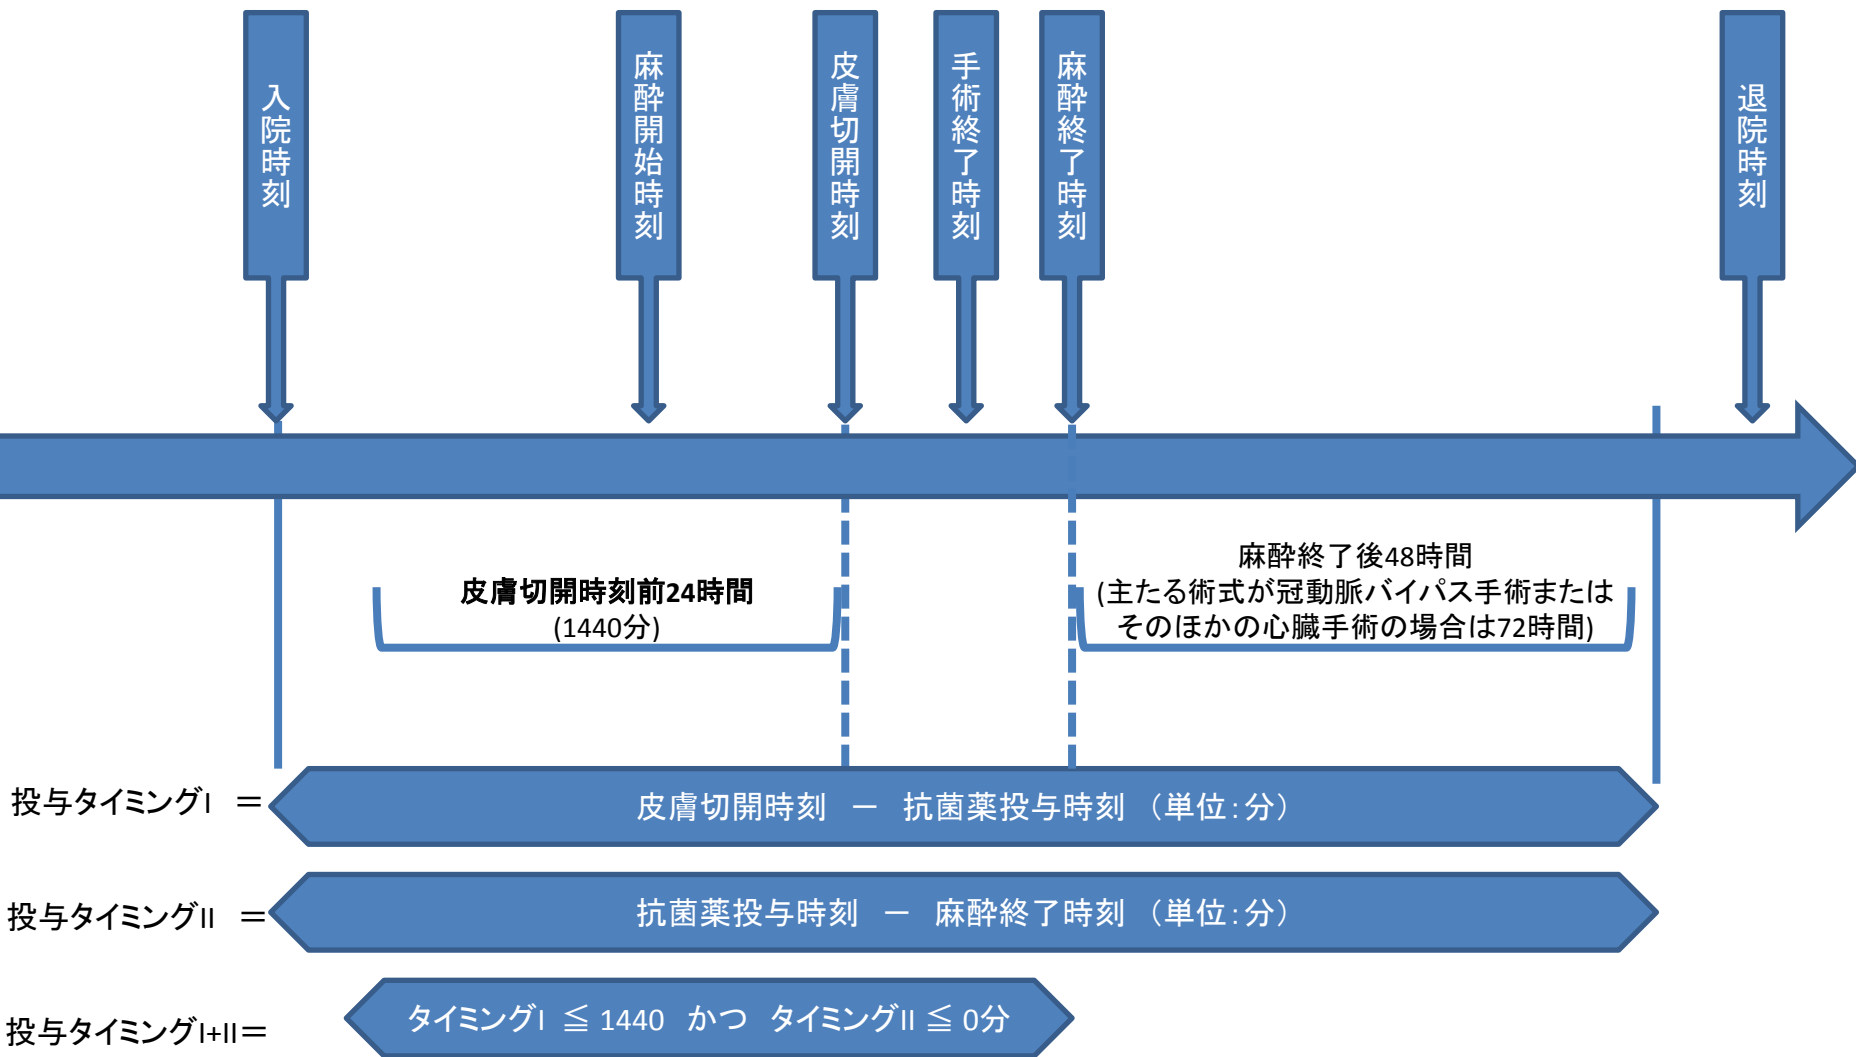 入院時刻
麻酔開始時刻
皮膚切開時刻
手術終了時刻
麻酔終了時刻
退院時刻
皮膚切開時刻前24時間
(1440分)
麻酔終了後48時間
(主たる術式が冠動脈バイパス手術または
そのほかの心臓手術の場合は72時間)
投与タイミングI ＝
皮膚切開時刻 － 抗菌薬投与時刻 （単位：分）
投与タイミングII ＝
抗菌薬投与時刻 － 麻酔終了時刻 （単位：分）
投与タイミングI+II＝
タイミングI ≦ 1440 かつ タイミングII ≦ 0分